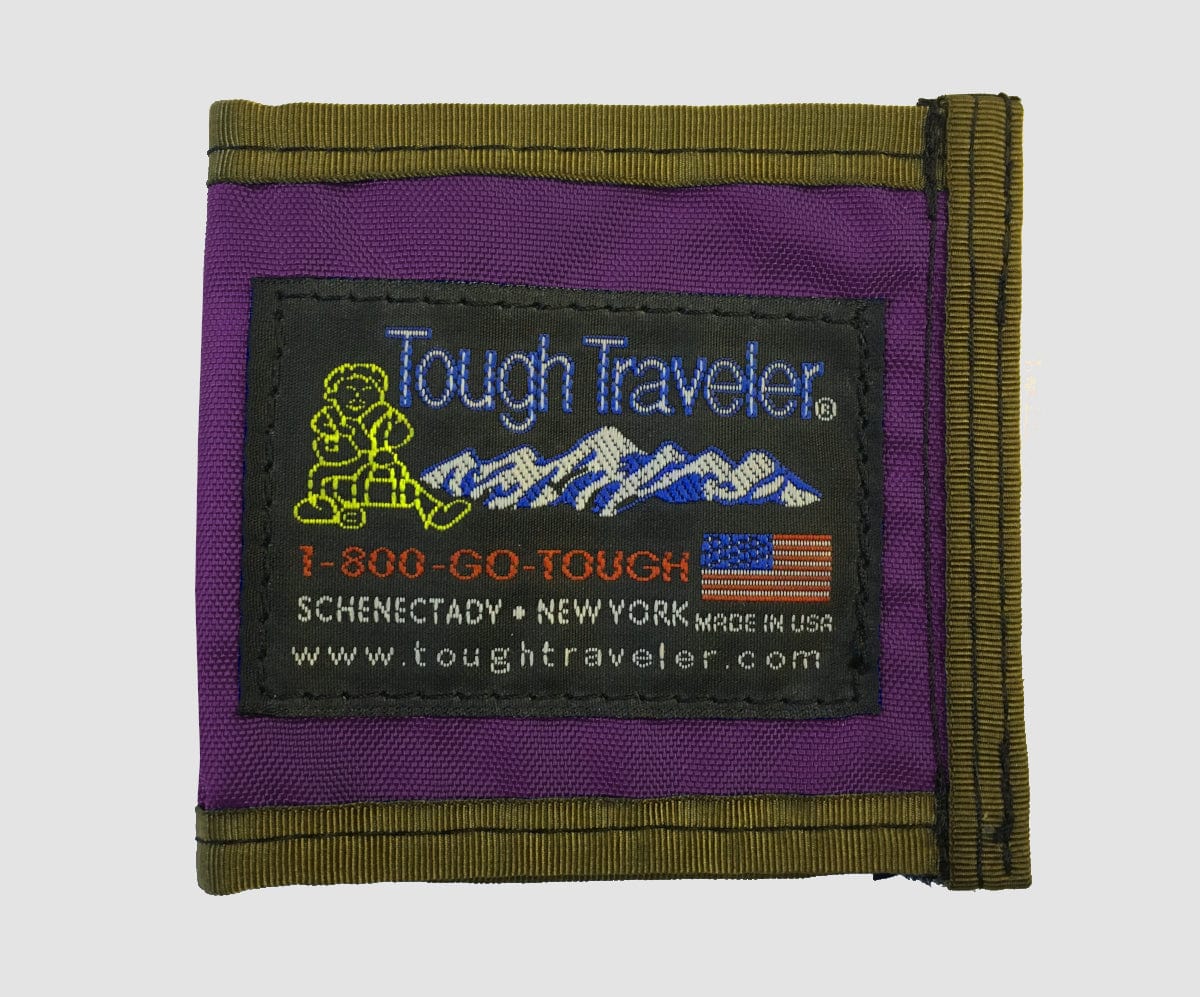 Tough Traveler®
1-800-GO-TOUGH
SCHENECTADY • NEW YORK
MADE IN USA
www.toughtraveler.com